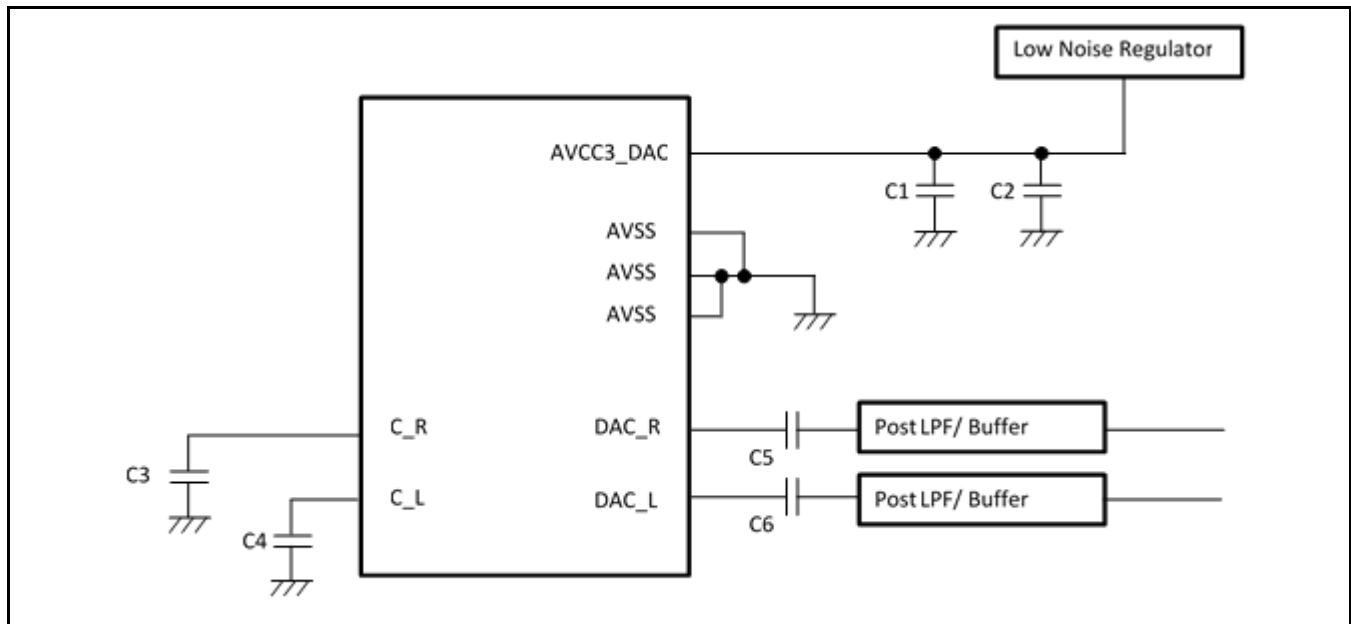 Low Noise Regulator
AVCC3_DAC
C1
C2
AVSS
AVSS
AVSS
C_R
DAC_R
Post LPF/ Buffer
C5
C3
C_L
DAC_L
Post LPF/ Buffer
C6
C4